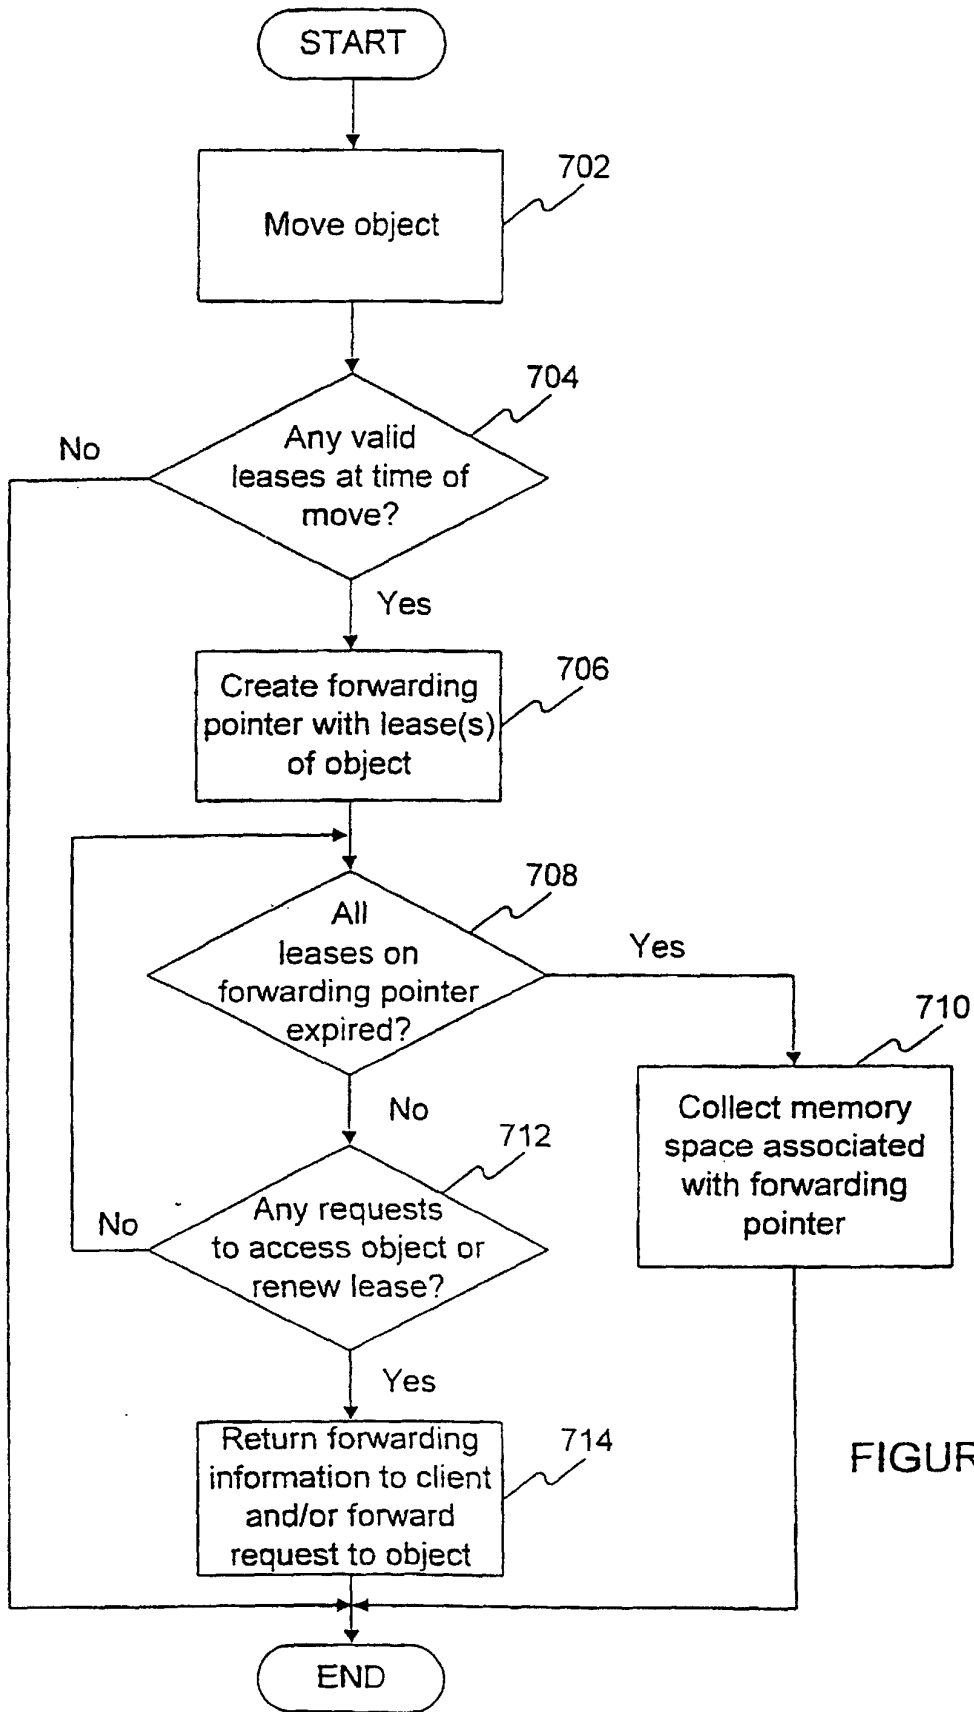 START
702
Move object
704
No
Any valid
leases at time of
move?
Yes
706
Create forwarding
pointer with lease(s)
of object
708
All
leases on
forwarding pointer
expired?
Yes
710
Collect memory
space associated
with forwarding
pointer
No
712
Any requests
to access object or
renew lease?
No
Yes
714
Return forwarding
information to client
and/or forward
request to object
FIGUR
END